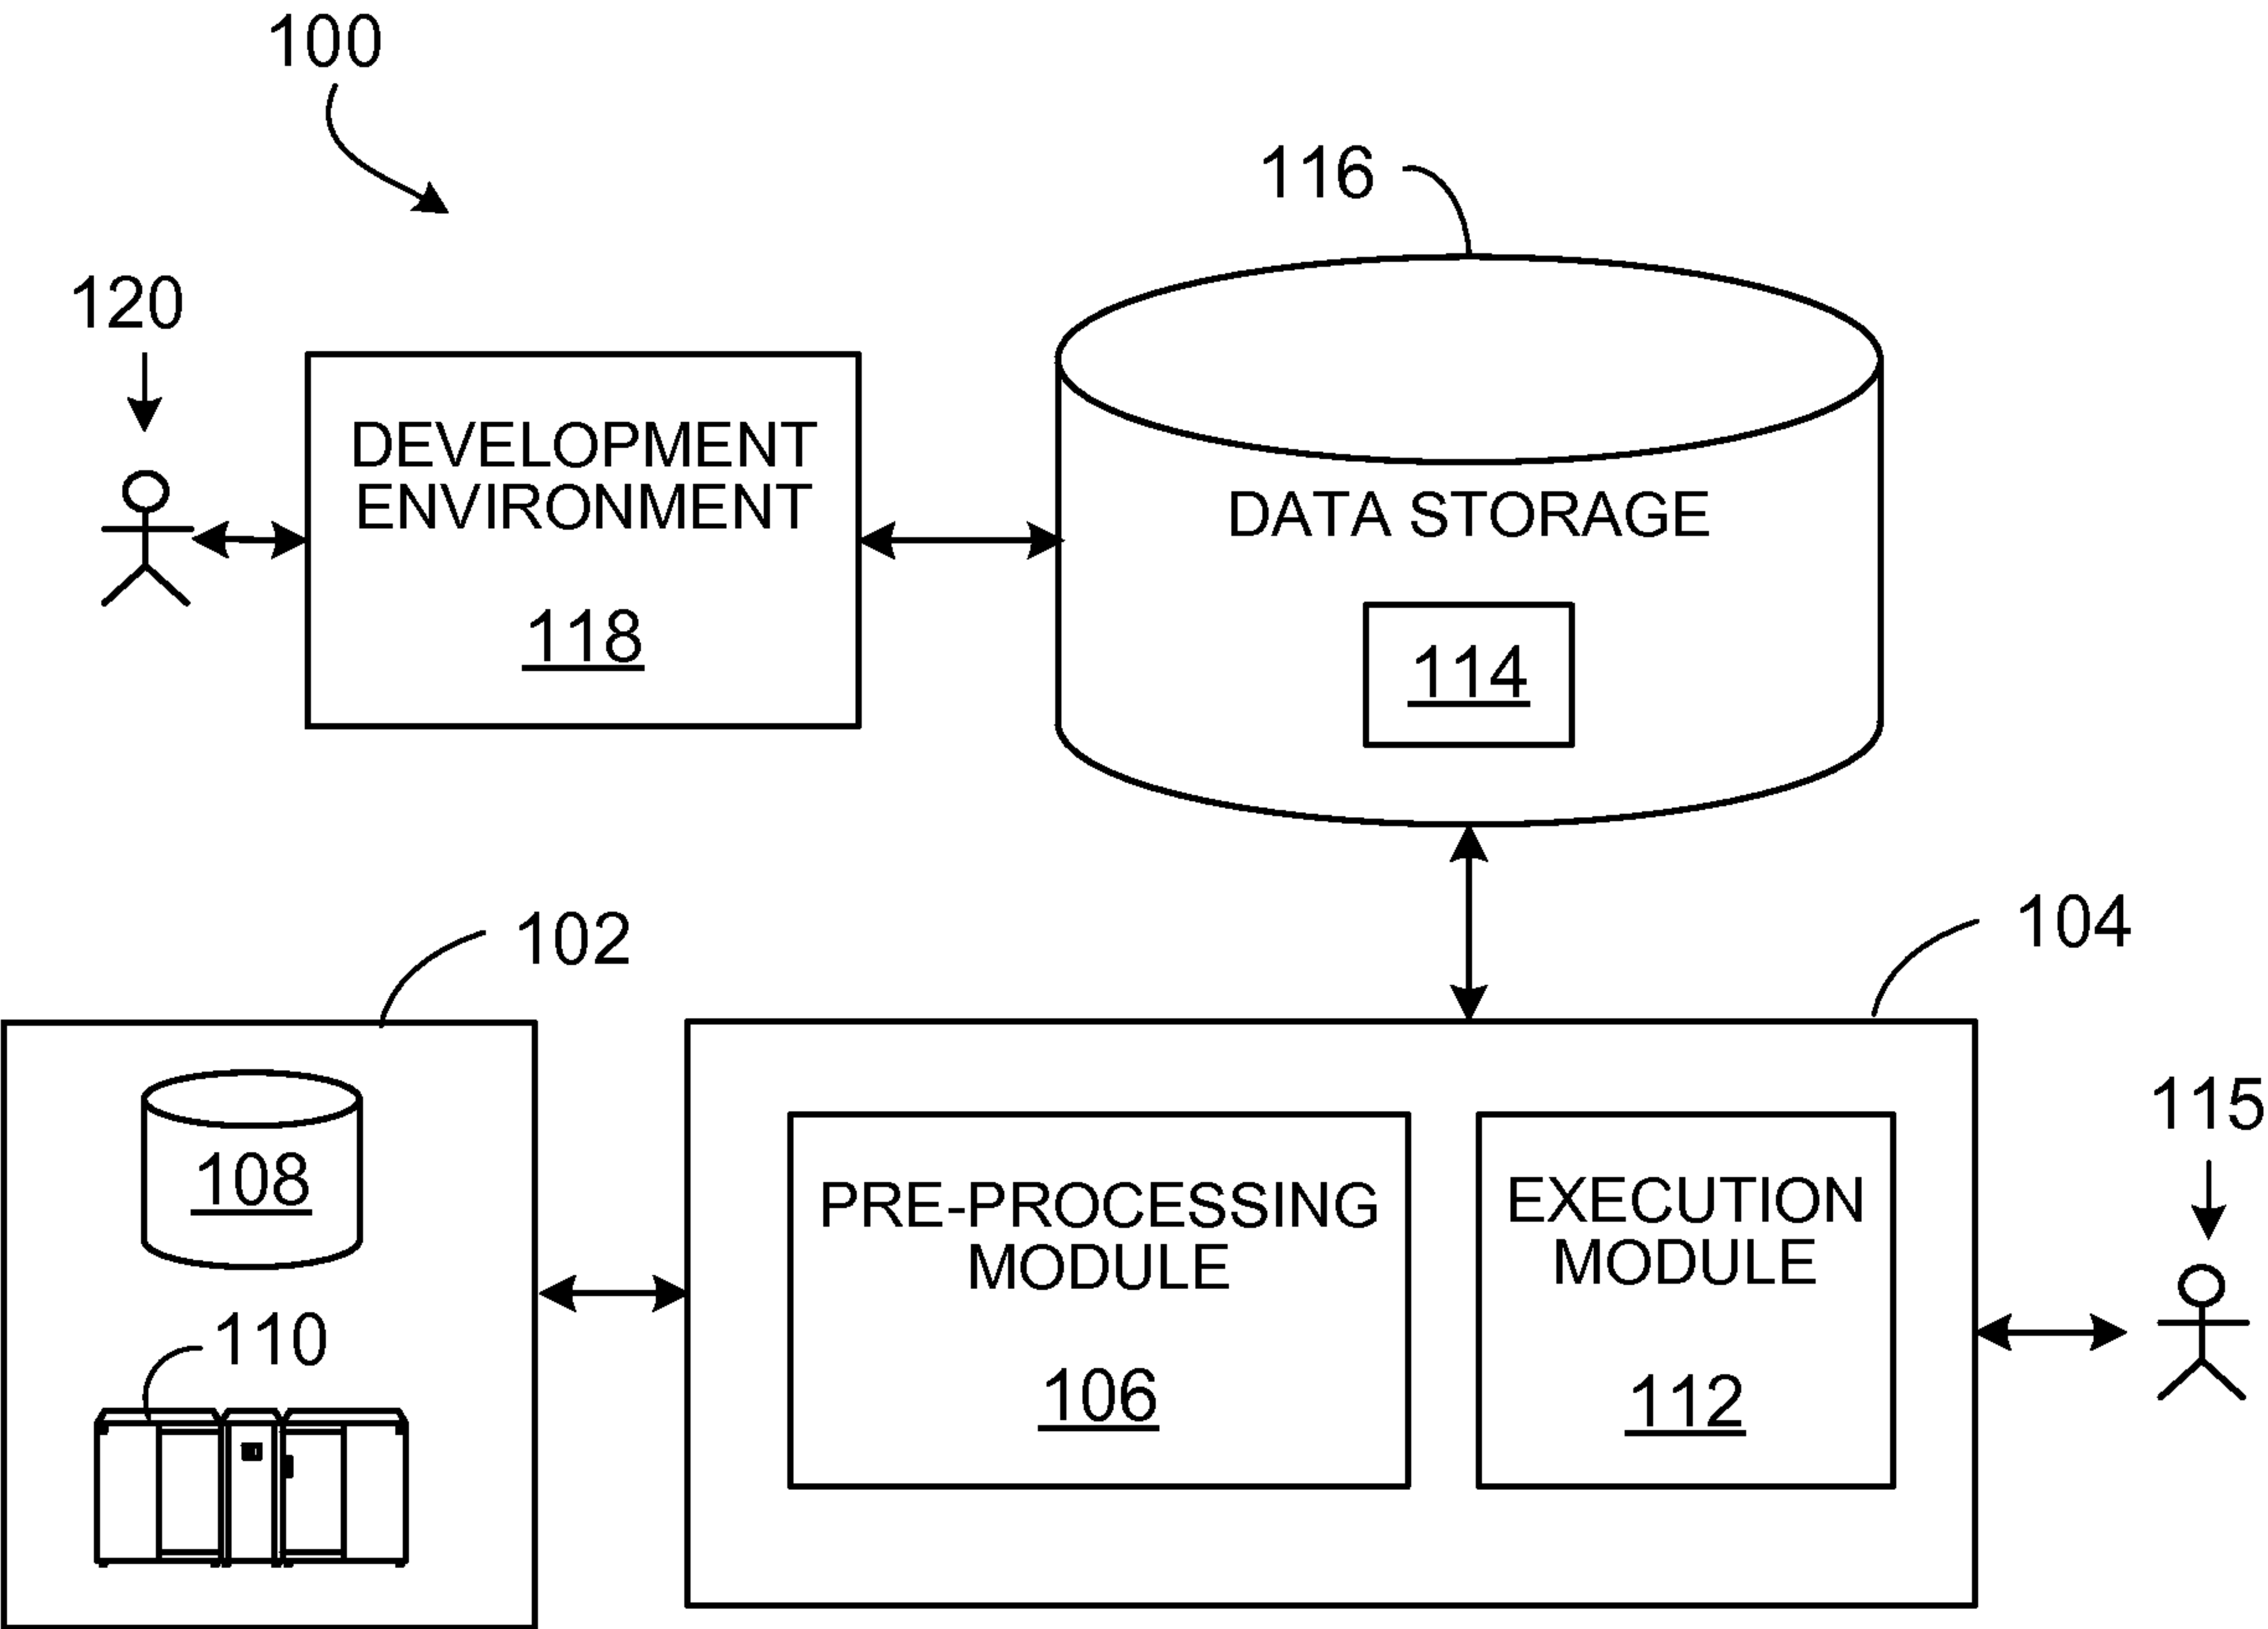 100
116
120
DEVELOPMENT
ENVIRONMENT
118
DATA STORAGE
114
102
104
108
110
PRE-PROCESSING
MODULE
106
EXECUTION
MODULE
112
115